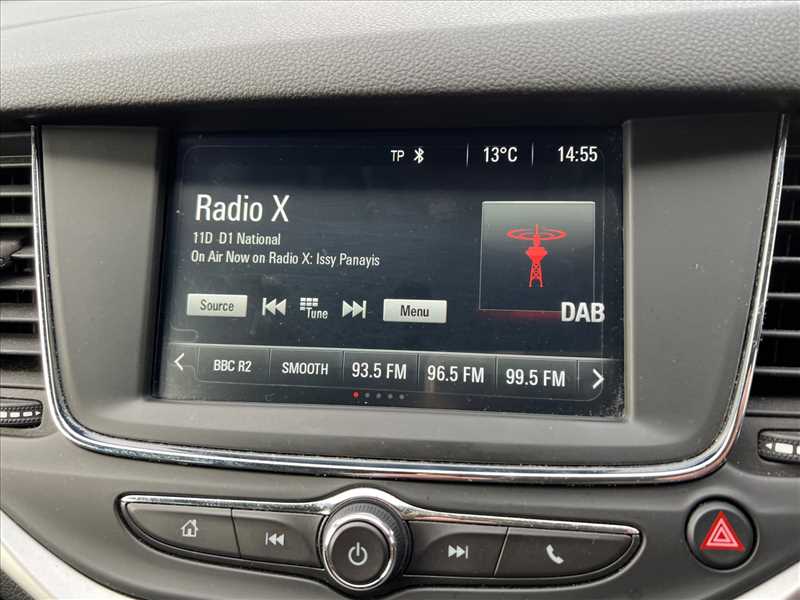 TP 13°C 14:55
Radio X
11D D1 National
On Air Now on Radio X: Issy Panayis
DAB
Source Tune Menu
BBC R2 SMOOTH 93.5 FM 96.5 FM 99.5 FM